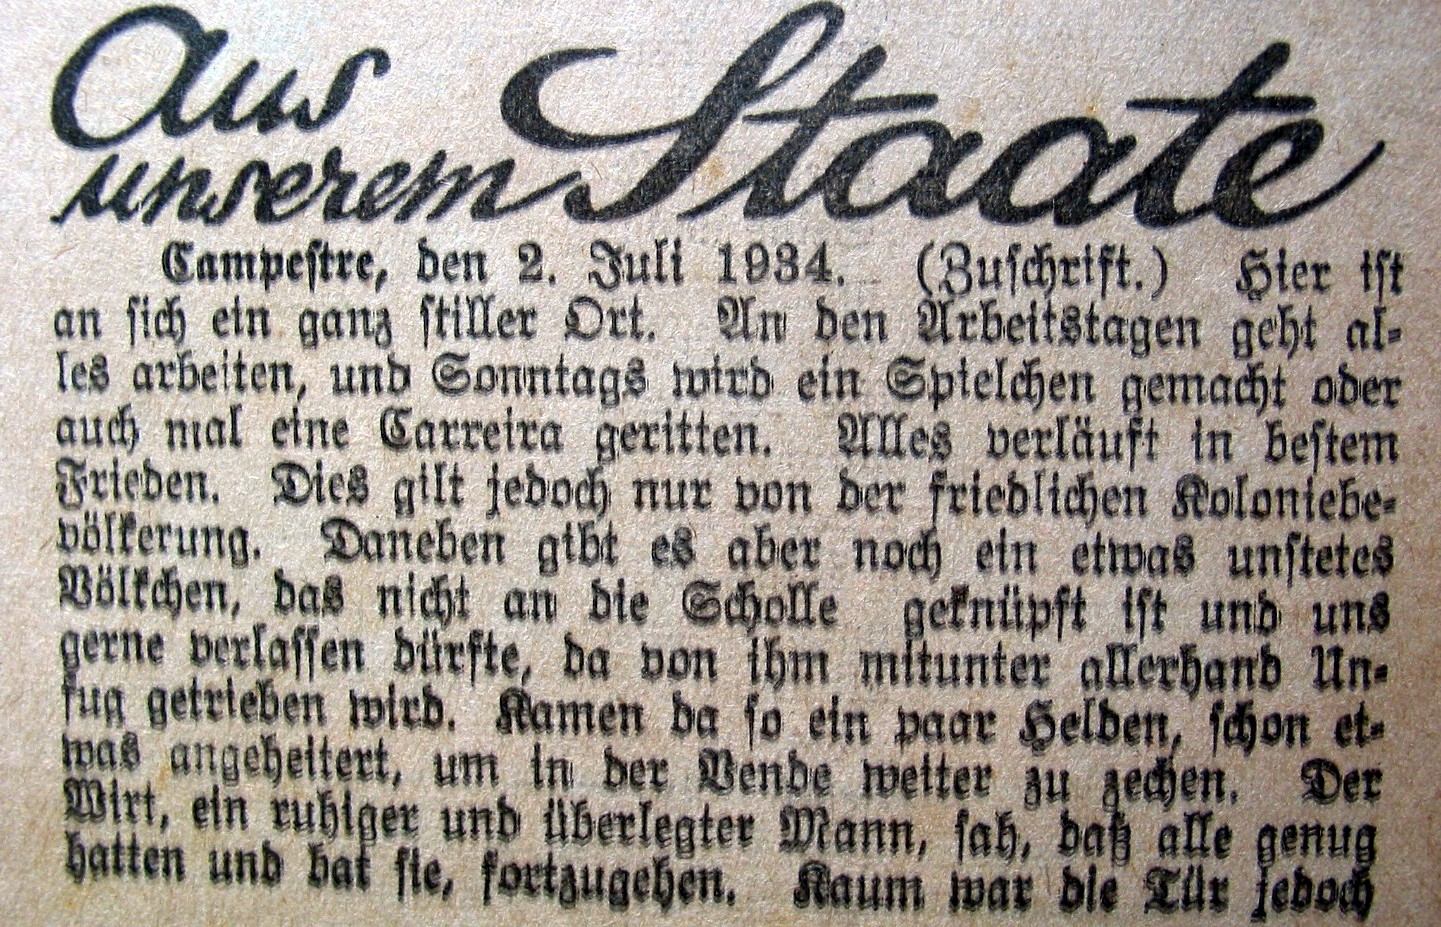 Aus
unserem Staate
Campestre, den 2. Juli 1934. (Zuschrift.) Hier ist
an sich ein ganz stiller Ort. An den Arbeitstagen geht al-
les arbeiten, und Sonntags wird ein Spielchen gemacht oder
auch mal eine Carreira geritten. Alles verläuft in bestem
Frieden. Dies gilt jedoch nur von der friedlichen Koloniebe-
völkerung. Daneben gibt es aber noch ein etwas unstetes
Völkchen, das nicht an die Scholle geknüpft ist und uns
gerne verlassen dürfte, da von ihm mitunter allerhand Un-
fug getrieben wird. Kamen da so ein paar Helden, schon et-
was angeheitert, um in der Vende weiter zu zechen. Der
Wirt, ein ruhiger und überlegter Mann, sah, daß alle genug
hatten und bat sie, fortzugehen. Kaum war die Tür jedoch